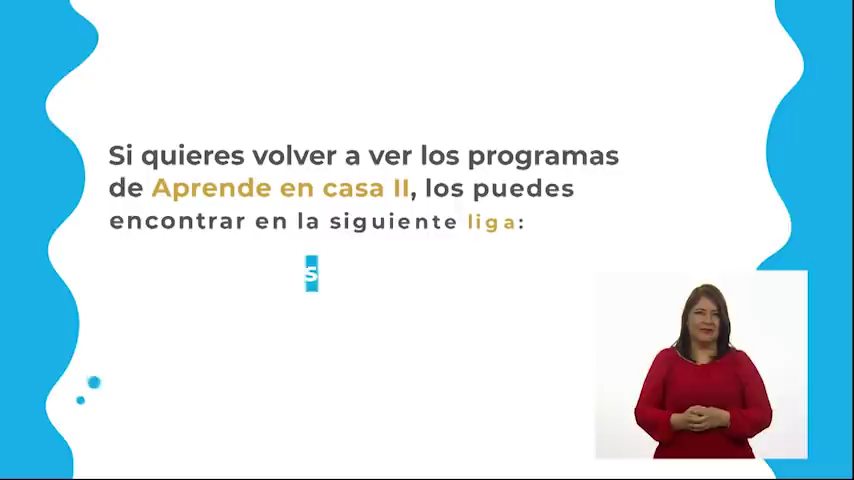 Si quieres volver a ver los programas
de Aprende en casa II, los puedes
encontrar en la siguiente liga:
s